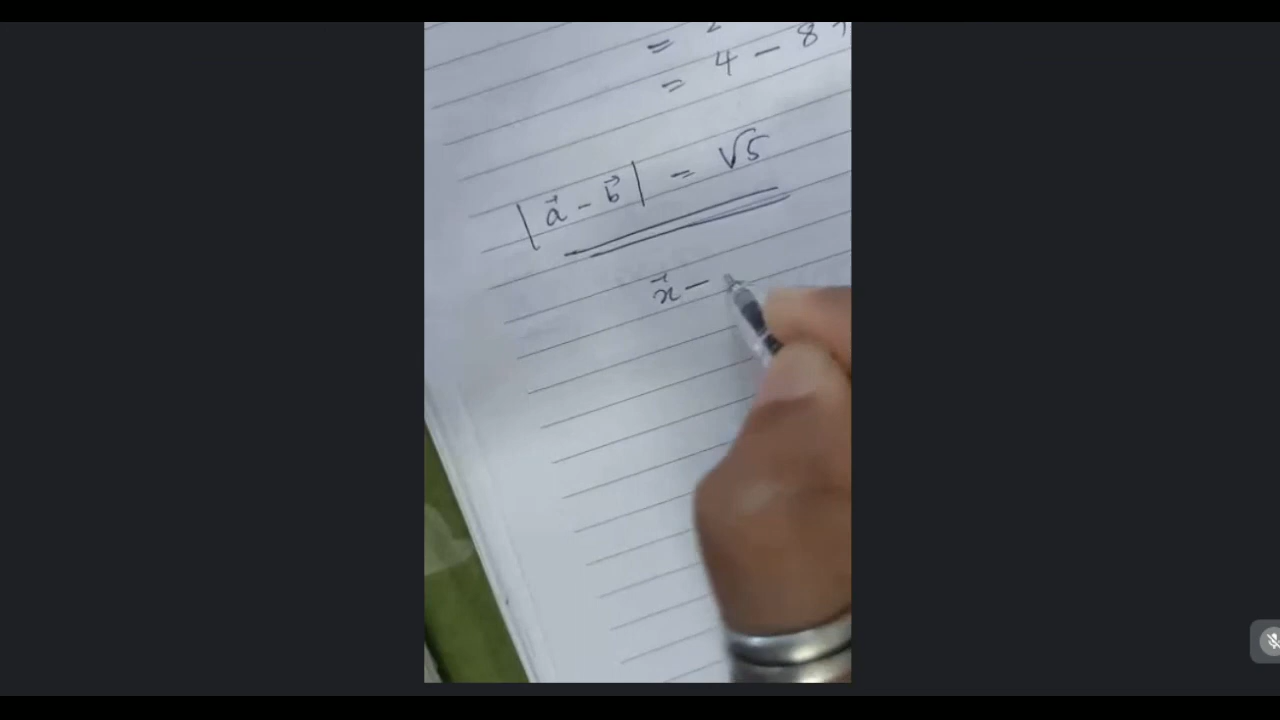 =
= 4 - 8
|a⃗ - b⃗| = √5
x⃗ -